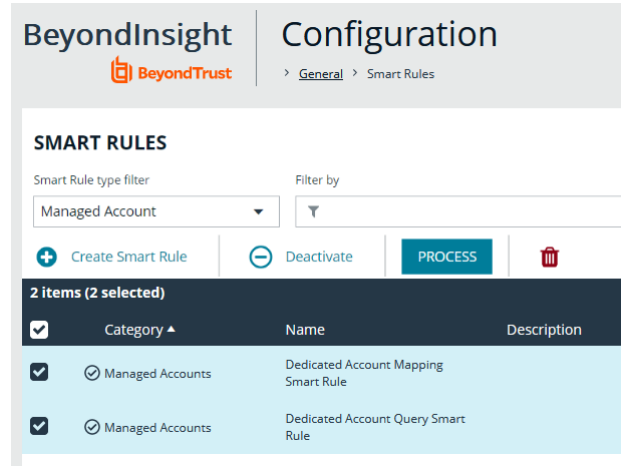 BeyondInsight
BeyondTrust
Configuration
> General > Smart Rules
SMART RULES
Smart Rule type filter
Filter by
Managed Account
Create Smart Rule
Deactivate
PROCESS
2 items (2 selected)
Category
Name
Description
Managed Accounts
Dedicated Account Mapping
Smart Rule
Managed Accounts
Dedicated Account Query Smart
Rule